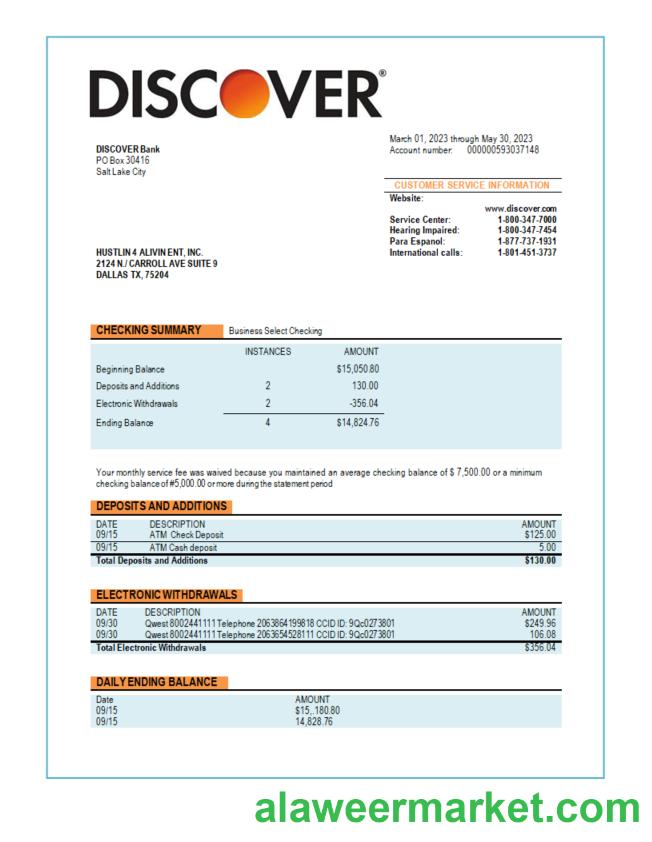 DISCOVER®
March 01, 2023 through May 30, 2023
Account number: 000000593037148
DISCOVER Bank
PO Box 30416
Salt Lake City
CUSTOMER SERVICE INFORMATION
Website:
www.discover.com
Service Center: 1-800-347-7000
Hearing Impaired: 1-800-347-7454
Para Espanol: 1-877-737-1931
International calls: 1-801-451-3737
HUSTLIN 4 ALIVIN ENT, INC.
2124 N./ CARROLL AVE SUITE 9
DALLAS TX, 75204
CHECKING SUMMARY Business Select Checking
INSTANCES AMOUNT
Beginning Balance $15,050.80
Deposits and Additions 2 130.00
Electronic Withdrawals 2 -356.04
Ending Balance 4 $14,824.76
Your monthly service fee was waived because you maintained an average checking balance of $ 7,500.00 or a minimum
checking balance of #5,000.00 or more during the statement period
DEPOSITS AND ADDITIONS
DATE DESCRIPTION AMOUNT
09/15 ATM Check Deposit $125.00
09/15 ATM Cash deposit 5.00
Total Deposits and Additions $130.00
ELECTRONIC WITHDRAWALS
DATE DESCRIPTION AMOUNT
09/30 Qwest 8002441111 Telephone 2063864199818 CCID ID: 9Qc0273801 $249.96
09/30 Qwest 8002441111 Telephone 2063654528111 CCID ID: 9Qc0273801 106.08
Total Electronic Withdrawals $356.04
DAILY ENDING BALANCE
Date AMOUNT
09/15 $15,.180.80
09/15 14,828.76
alaweermarket.com